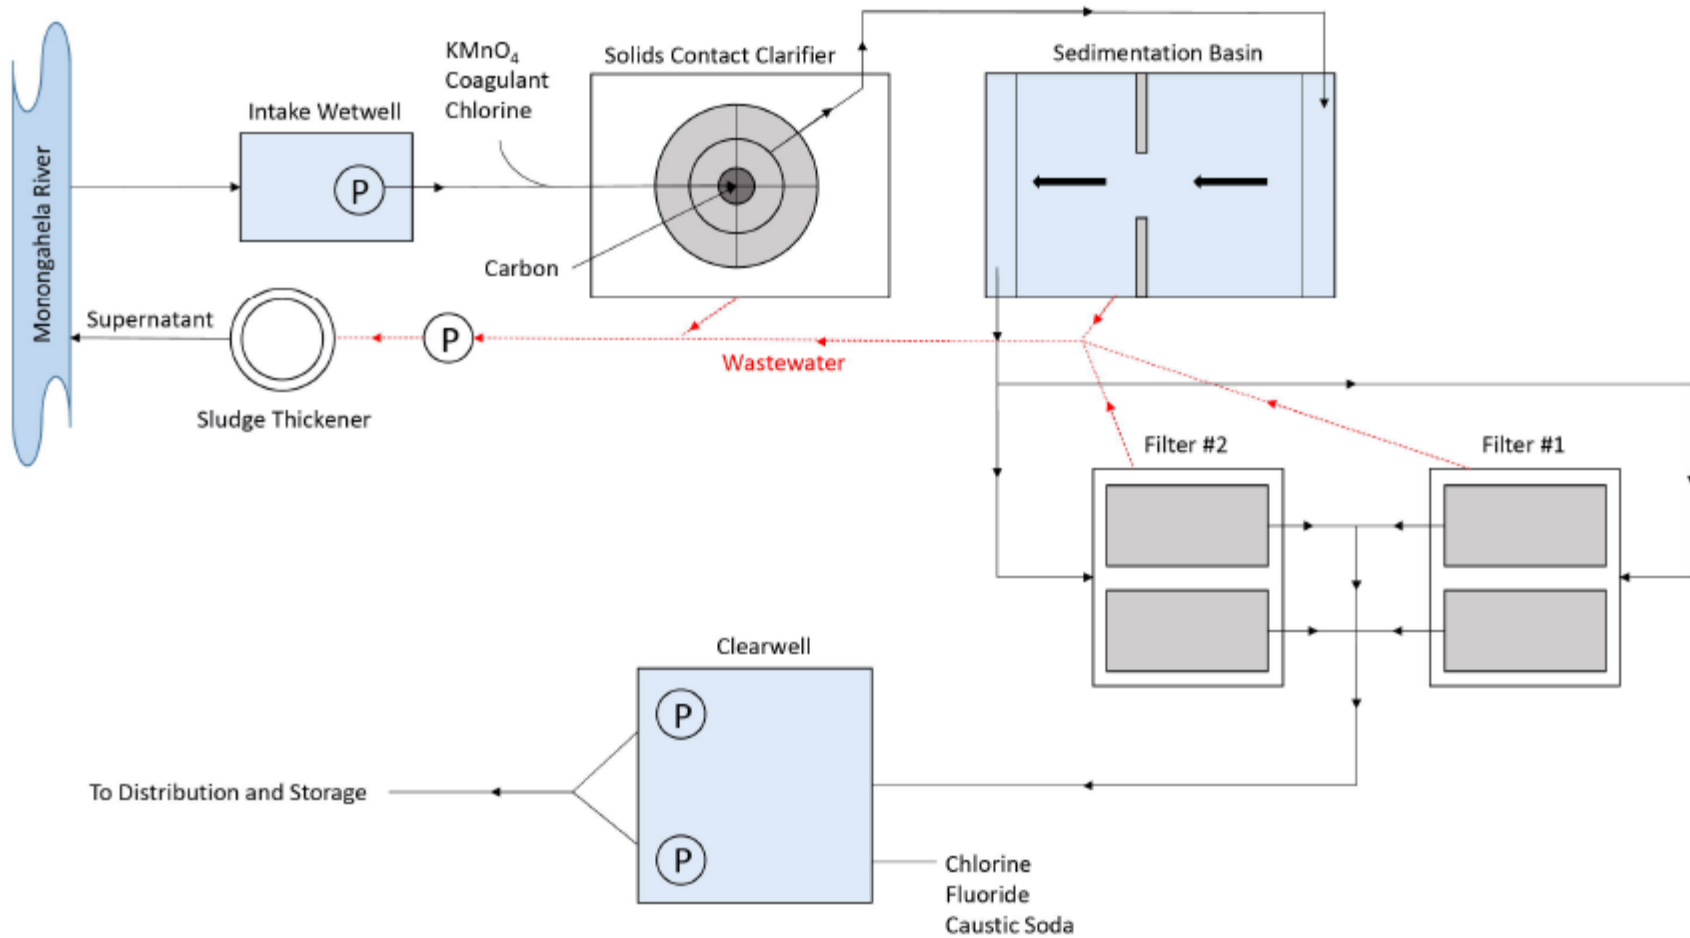 KMnO₄
Coagulant
Chlorine
Solids Contact Clarifier
Sedimentation Basin
Intake Wetwell
P
Monongahela River
Carbon
Supernatant
P
Wastewater
Sludge Thickener
Filter #2
Filter #1
Clearwell
P
To Distribution and Storage
P
Chlorine
Fluoride
Caustic Soda